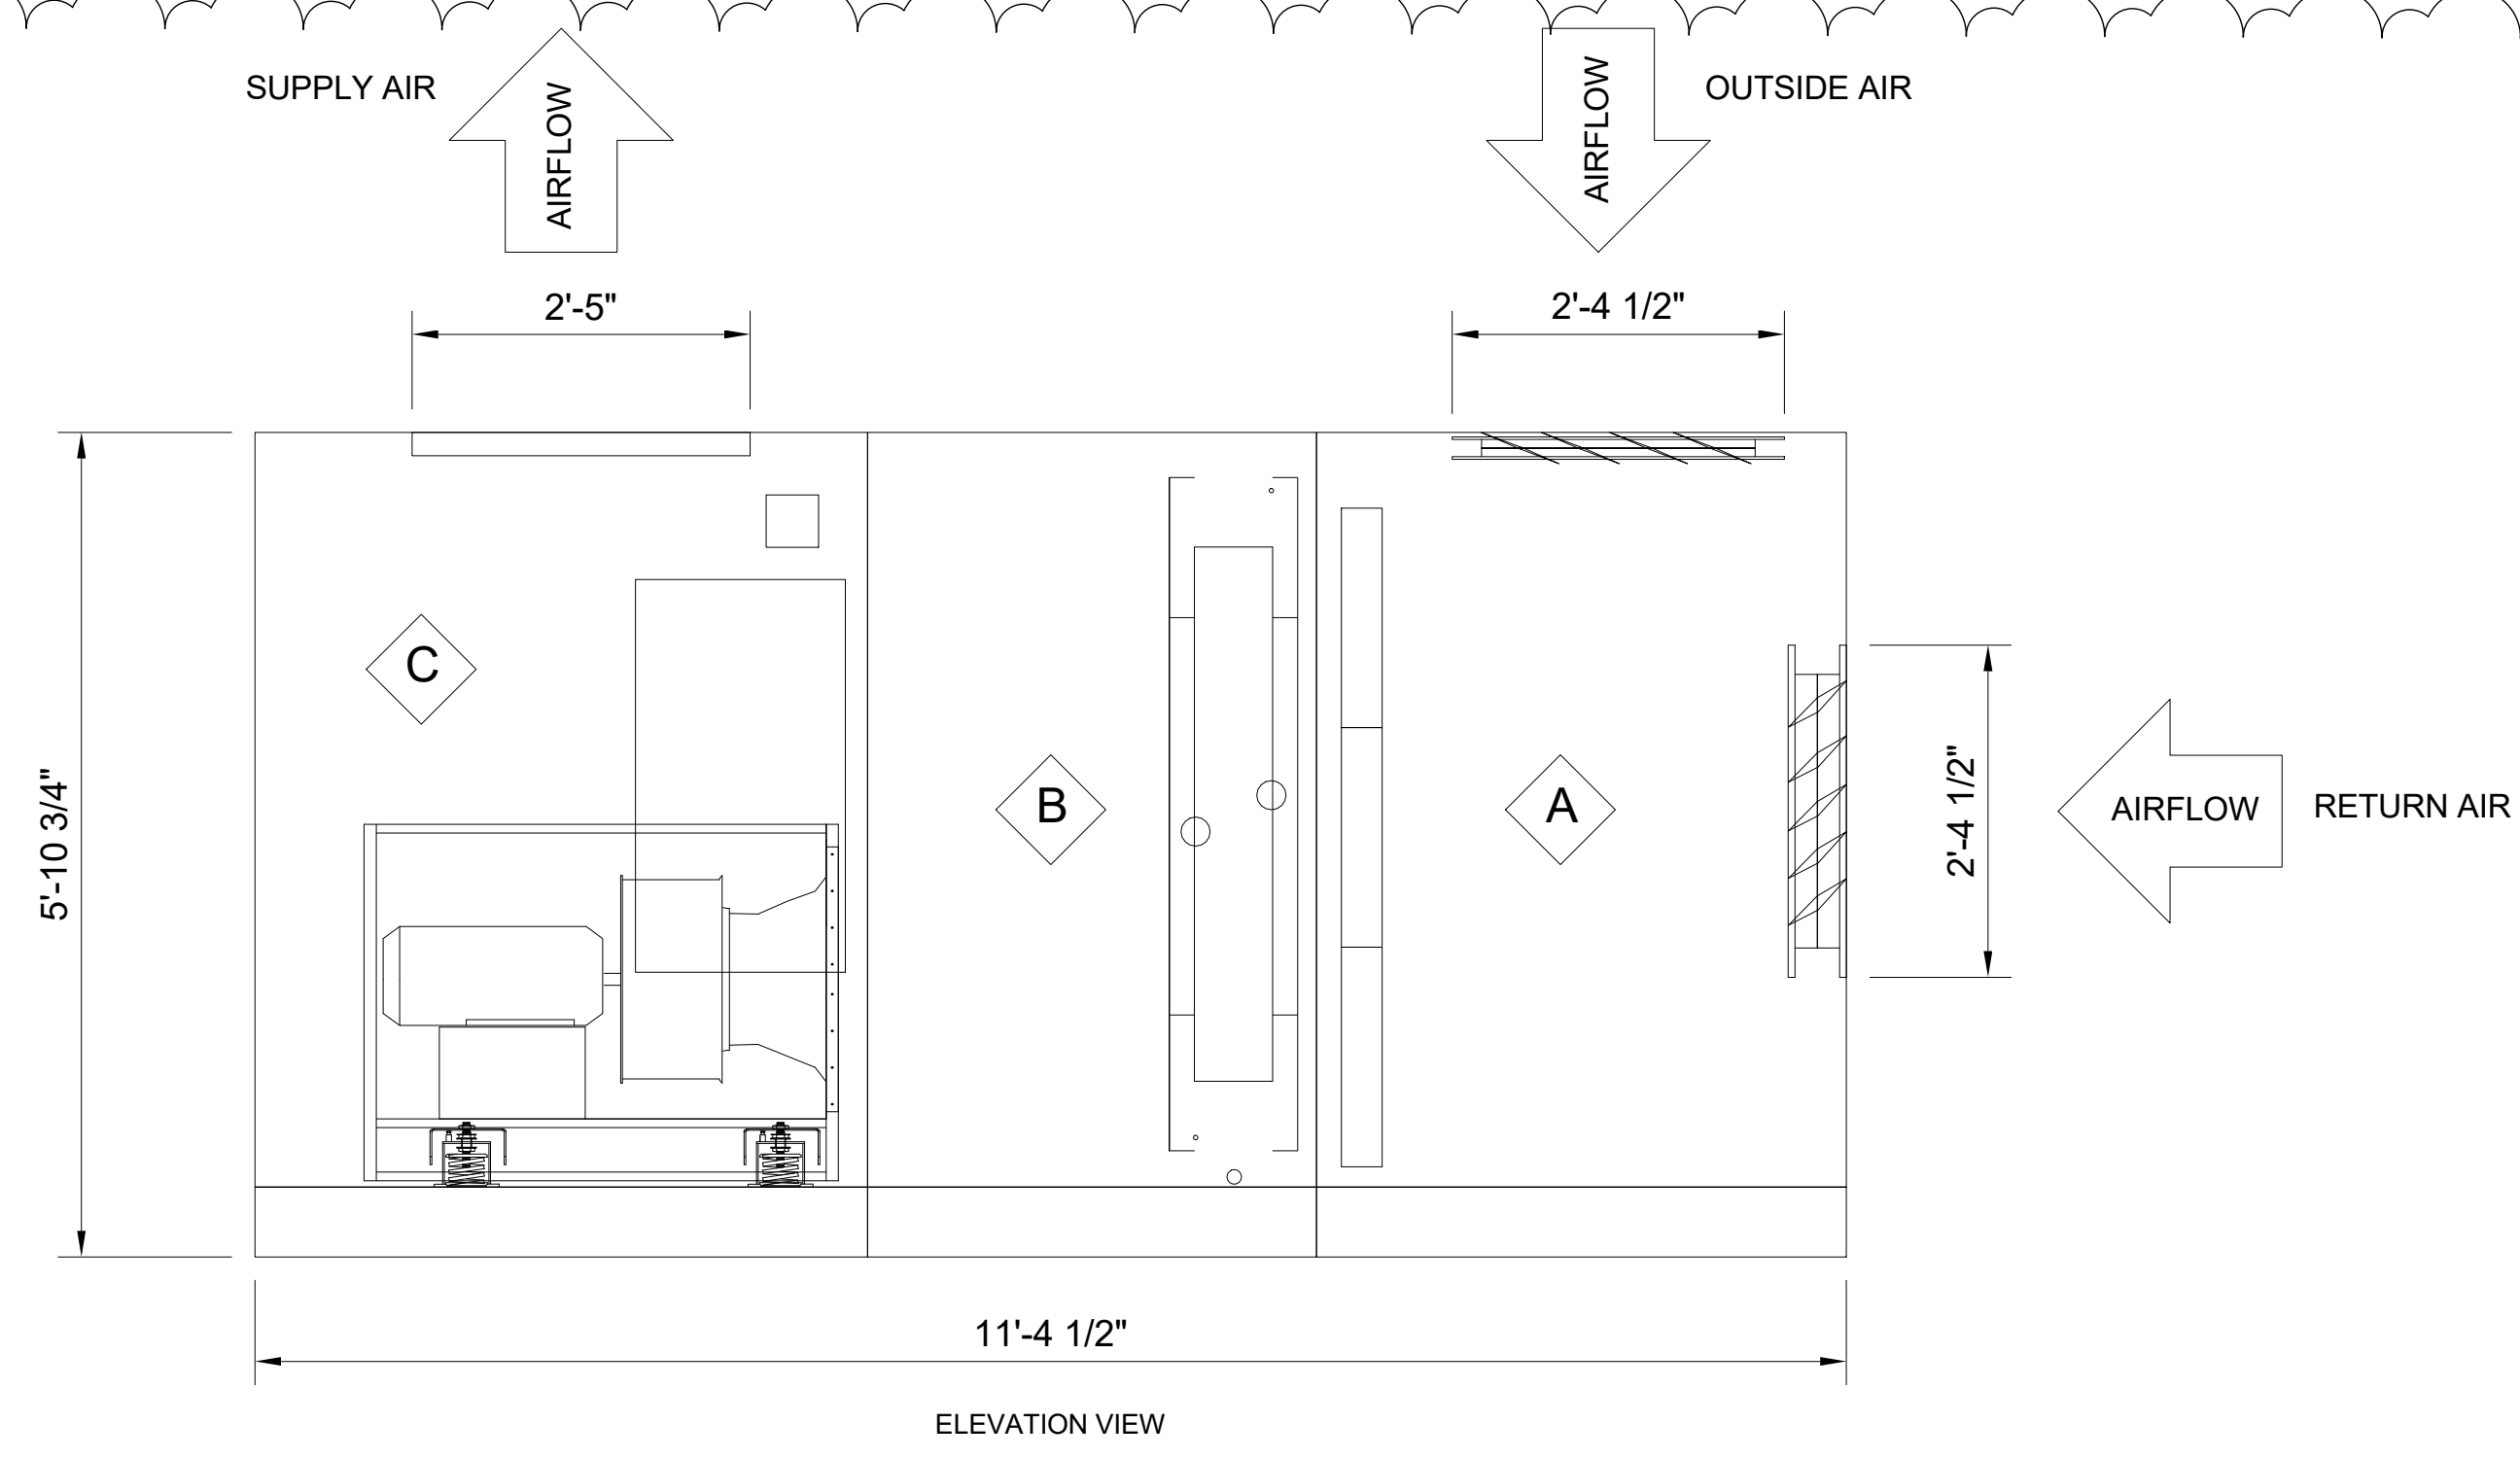 SUPPLY AIR
AIRFLOW
AIRFLOW
OUTSIDE AIR
2'-5"
2'-4 1/2"
C
B
A
5'-10 3/4"
2'-4 1/2"
AIRFLOW
RETURN AIR
11'-4 1/2"
ELEVATION VIEW